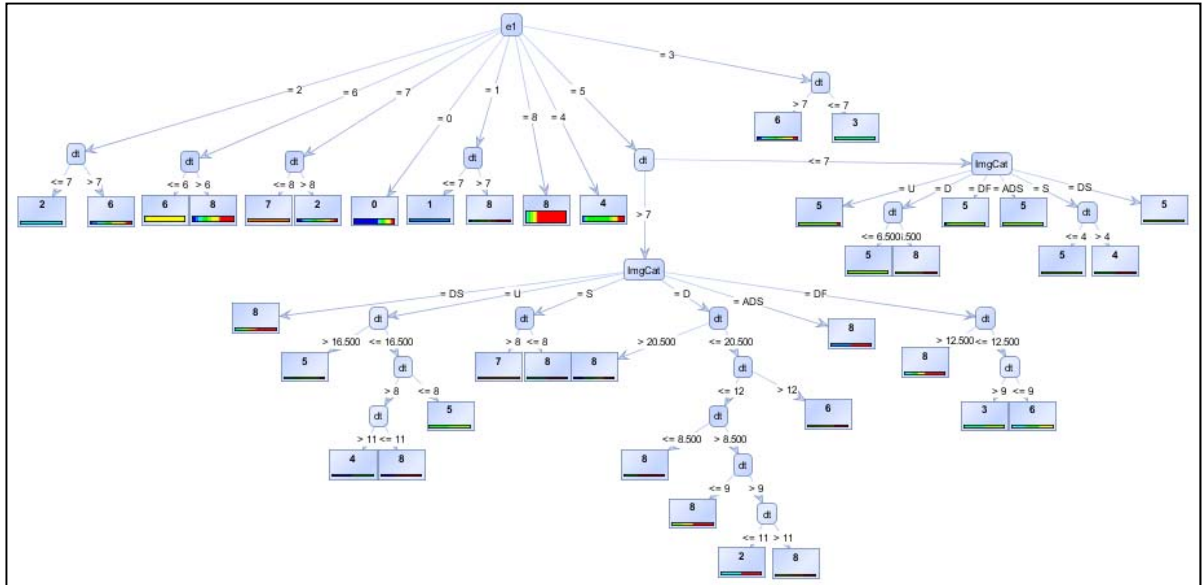 e1
= 2
= 6
= 7
= 0
= 1
= 8
= 4
= 5
= 3
dt
> 7
<= 7
6
3
dt
dt
dt
dt
dt
<= 7
ImgCat
<= 7
> 7
<= 6
> 6
<= 8
> 8
<= 7
> 7
> 7
= U
= D
= DF
= ADS
= S
= DS
2
6
6
8
7
2
0
1
8
8
4
5
dt
5
5
dt
5
<= 6.500
.500
<= 4
> 4
5
8
5
4
ImgCat
= DS
= U
= S
= D
= ADS
= DF
8
dt
dt
dt
8
dt
> 16.500
<= 16.500
> 8
<= 8
> 20.500
<= 20.500
> 12.500
<= 12.500
5
dt
7
8
8
dt
8
dt
> 8
<= 8
<= 12
> 12
> 9
<= 9
dt
5
dt
6
3
6
> 11
<= 11
<= 8.500
> 8.500
4
8
8
dt
<= 9
> 9
8
dt
<= 11
> 11
2
8